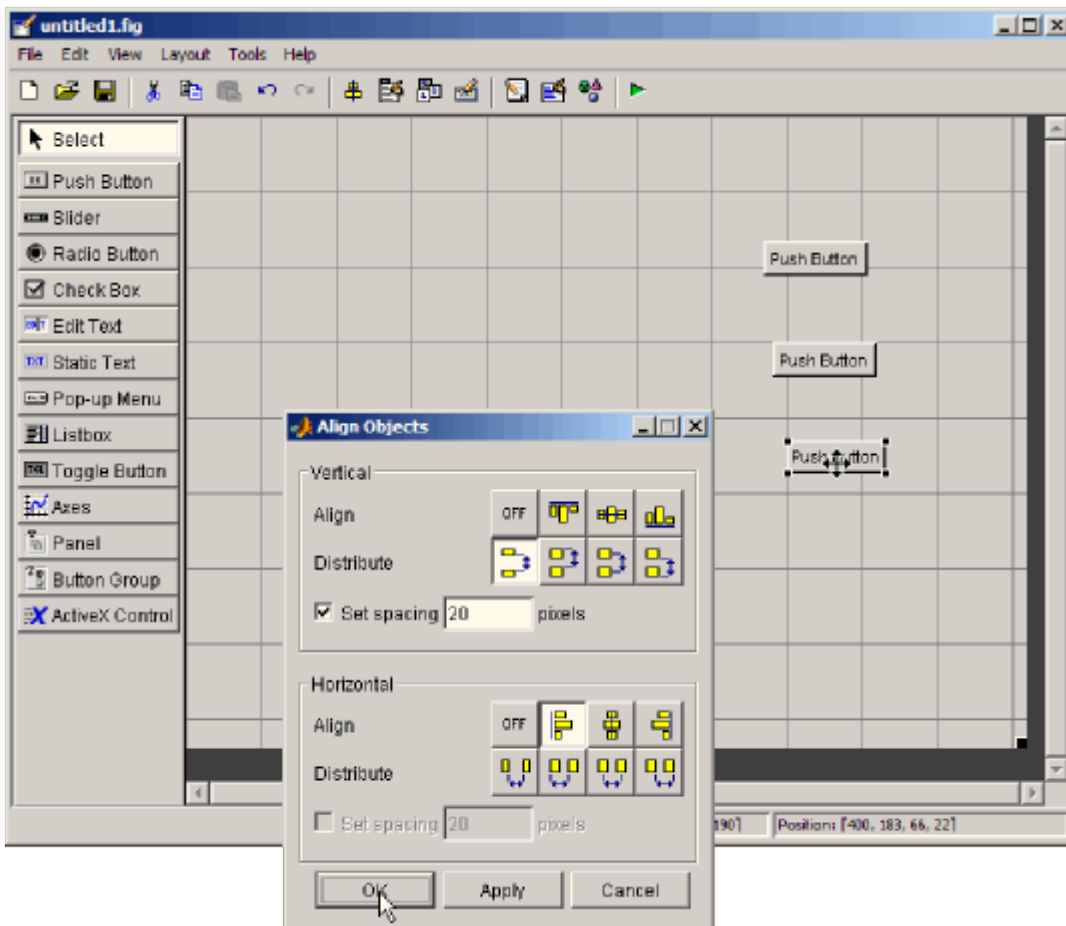 untitled1.fig
File Edit View Layout Tools Help
Select
Push Button
Slider
Radio Button
Check Box
Edit Text
TXT Static Text
Pop-up Menu
Listbox
Toggle Button
Axes
Panel
Button Group
ActiveX Control
Push Button
Push Button
Push Button
Align Objects
Vertical
Align OFF
Distribute
Set spacing 20 pixels
Horizontal
Align OFF
Distribute
Set spacing 20 pixels
OK Apply Cancel
190] Position: [400, 183, 66, 22]